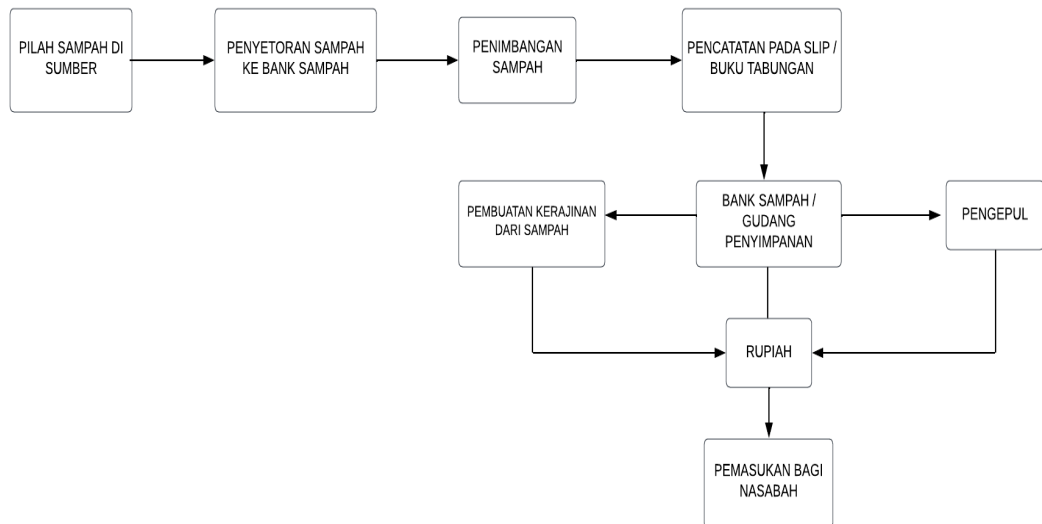 PILAH SAMPAH DI
SUMBER
PENYETORAN SAMPAH
KE BANK SAMPAH
PENIMBANGAN
SAMPAH
PENCATATAN PADA SLIP /
BUKU TABUNGAN
PEMBUATAN KERAJINAN
DARI SAMPAH
BANK SAMPAH /
GUDANG
PENYIMPANAN
PENGEPUL
RUPIAH
PEMASUKAN BAGI
NASABAH